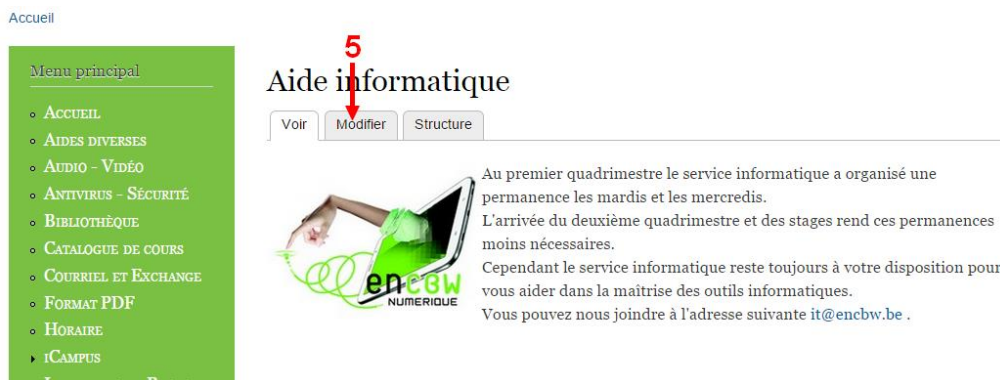 Accueil
Menu principal
Accueil
Aides diverses
Audio – Vidéo
Antivirus – Sécurité
Bibliothèque
Catalogue de cours
Courriel et Exchange
Format PDF
Horaire
iCampus
5
Aide informatique
Voir Modifier Structure
encbw
NUMERIQUE
Au premier quadrimestre le service informatique a organisé une
permanence les mardis et les mercredis.
L'arrivée du deuxième quadrimestre et des stages rend ces permanences
moins nécessaires.
Cependant le service informatique reste toujours à votre disposition pour
vous aider dans la maîtrise des outils informatiques.
Vous pouvez nous joindre à l'adresse suivante it@encbw.be .